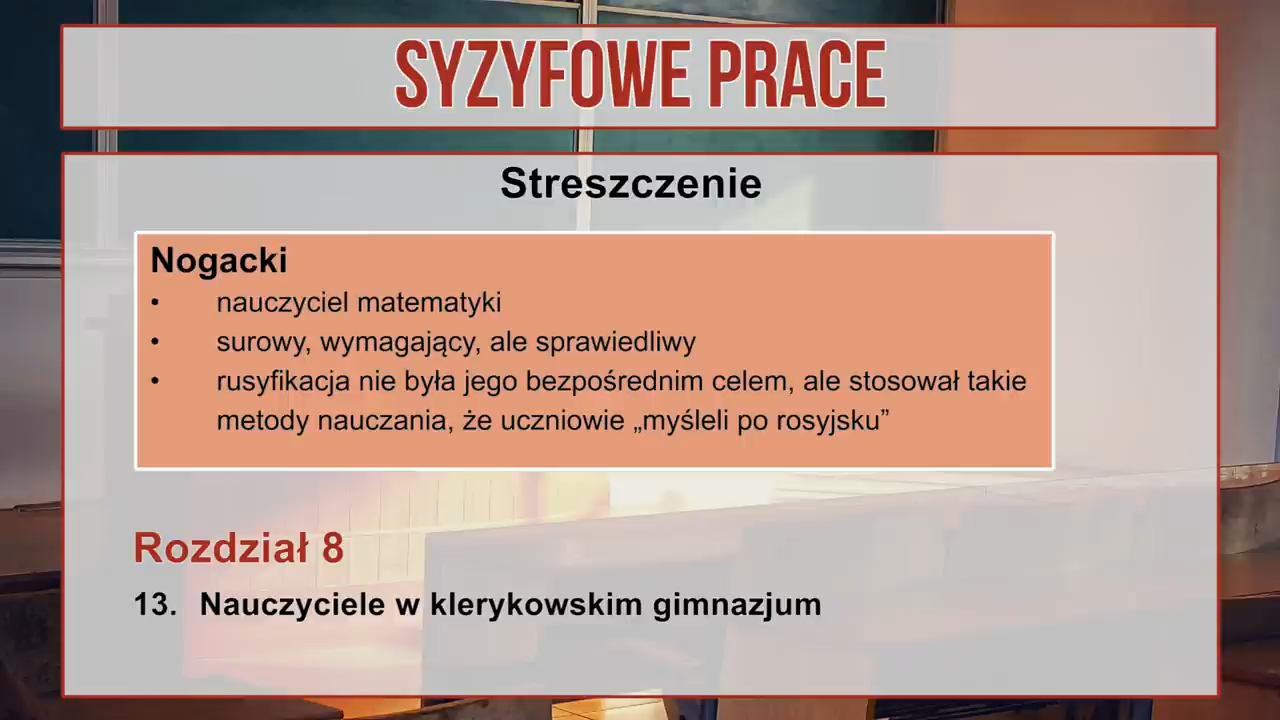 SYZYFOWE PRACE
Streszczenie
Nogacki
• nauczyciel matematyki
• surowy, wymagający, ale sprawiedliwy
• rusyfikacja nie była jego bezpośrednim celem, ale stosował takie
metody nauczania, że uczniowie „myśleli po rosyjsku”
Rozdział 8
13. Nauczyciele w klerykowskim gimnazjum